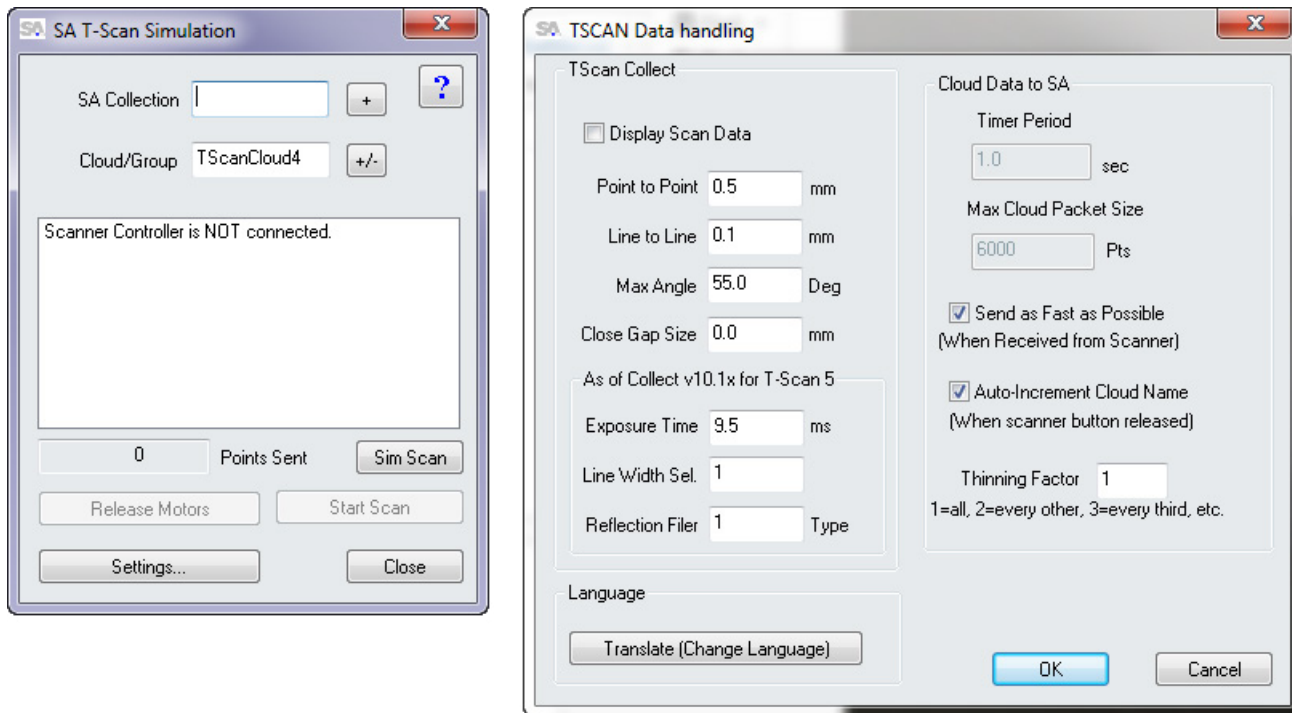 SA SA T-Scan Simulation X
SA Collection +
?
Cloud/Group TScanCloud4 +/-
Scanner Controller is NOT connected.
0 Points Sent Sim Scan
Release Motors Start Scan
Settings... Close
SA TSCAN Data handling X
TScan Collect
Display Scan Data
Point to Point 0.5 mm
Line to Line 0.1 mm
Max Angle 55.0 Deg
Close Gap Size 0.0 mm
As of Collect v10.1x for T-Scan 5
Exposure Time 9.5 ms
Line Width Sel. 1
Reflection Filer 1 Type
Language
Translate (Change Language)
Cloud Data to SA
Timer Period
1.0 sec
Max Cloud Packet Size
6000 Pts
Send as Fast as Possible
(When Received from Scanner)
Auto-Increment Cloud Name
(When scanner button released)
Thinning Factor 1
1=all, 2=every other, 3=every third, etc.
OK Cancel